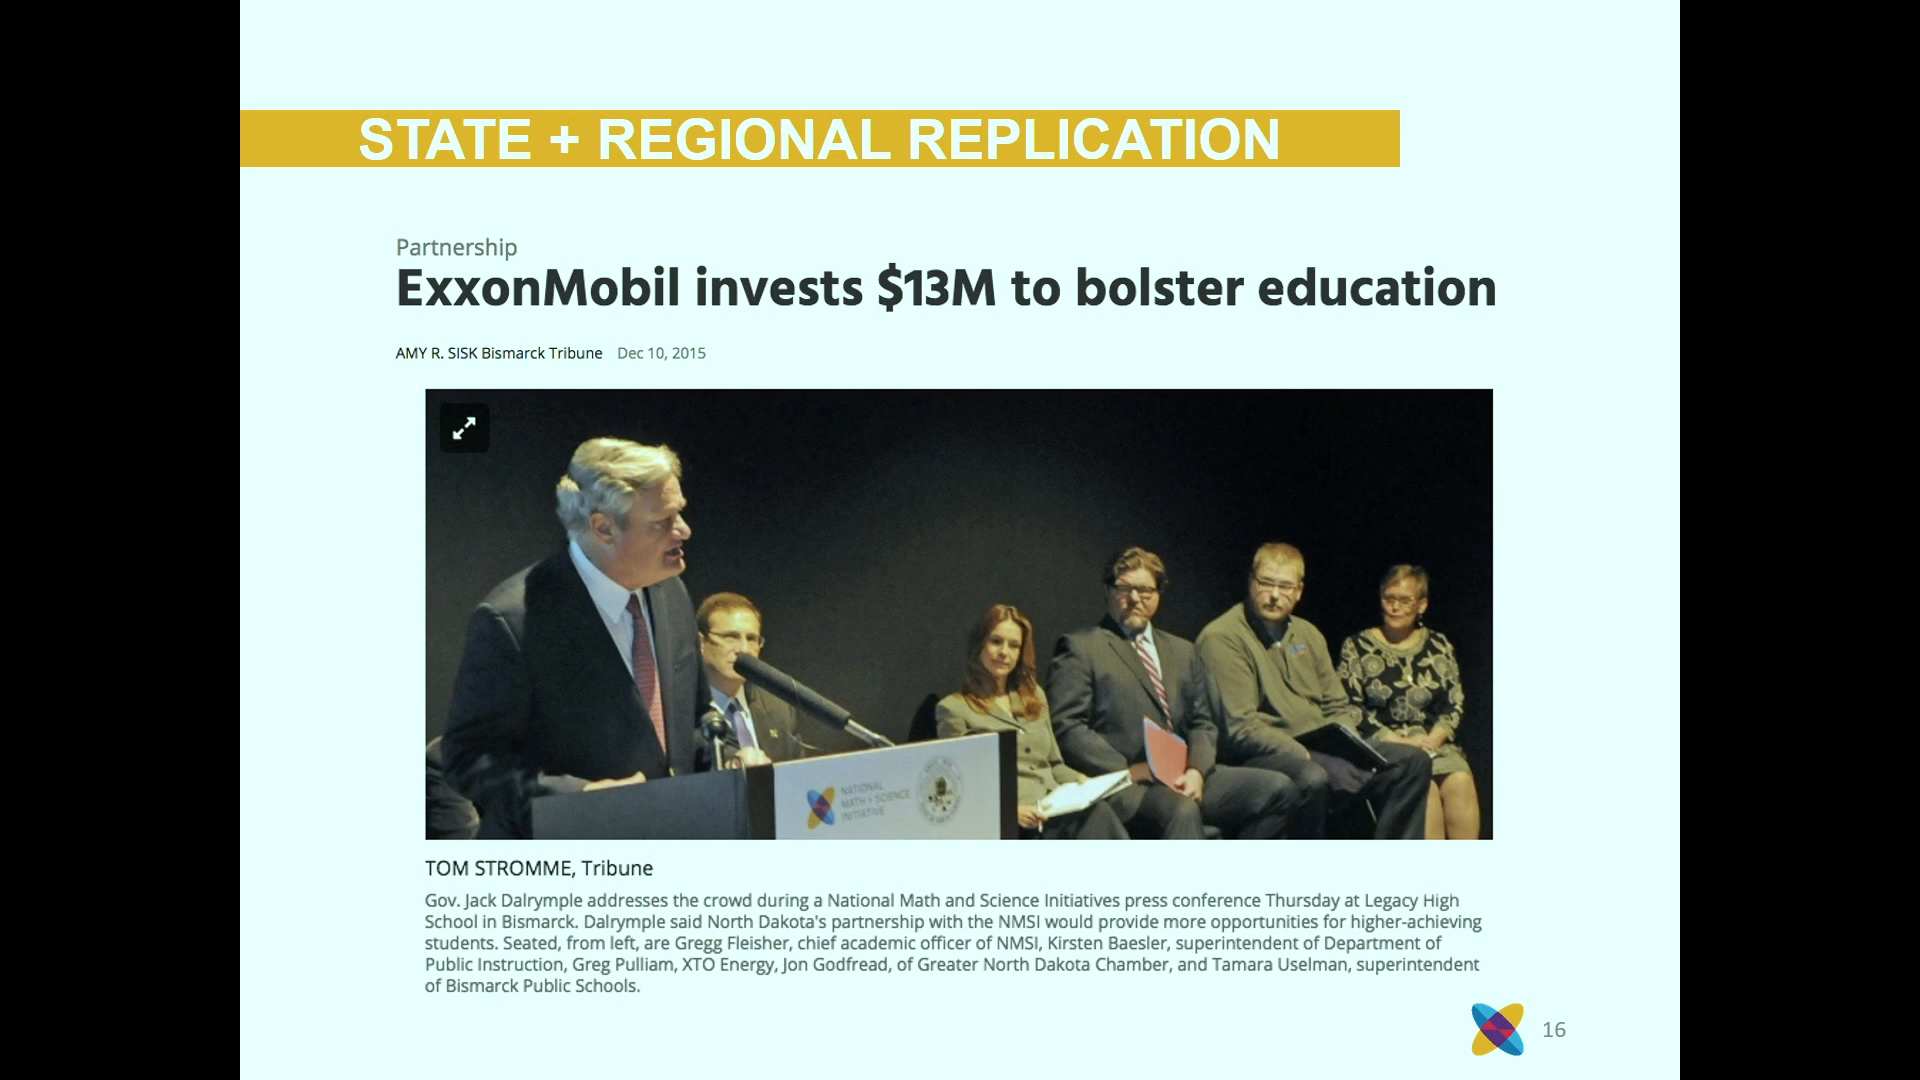 STATE + REGIONAL REPLICATION
Partnership
ExxonMobil invests $13M to bolster education
AMY R. SISK Bismarck Tribune Dec 10, 2015
NATIONAL
MATH + SCIENCE
INITIATIVE
TOM STROMME, Tribune
Gov. Jack Dalrymple addresses the crowd during a National Math and Science Initiatives press conference Thursday at Legacy High
School in Bismarck. Dalrymple said North Dakota's partnership with the NMSI would provide more opportunities for higher-achieving
students. Seated, from left, are Gregg Fleisher, chief academic officer of NMSI, Kirsten Baesler, superintendent of Department of
Public Instruction, Greg Pulliam, XTO Energy, Jon Godfread, of Greater North Dakota Chamber, and Tamara Uselman, superintendent
of Bismarck Public Schools.
16